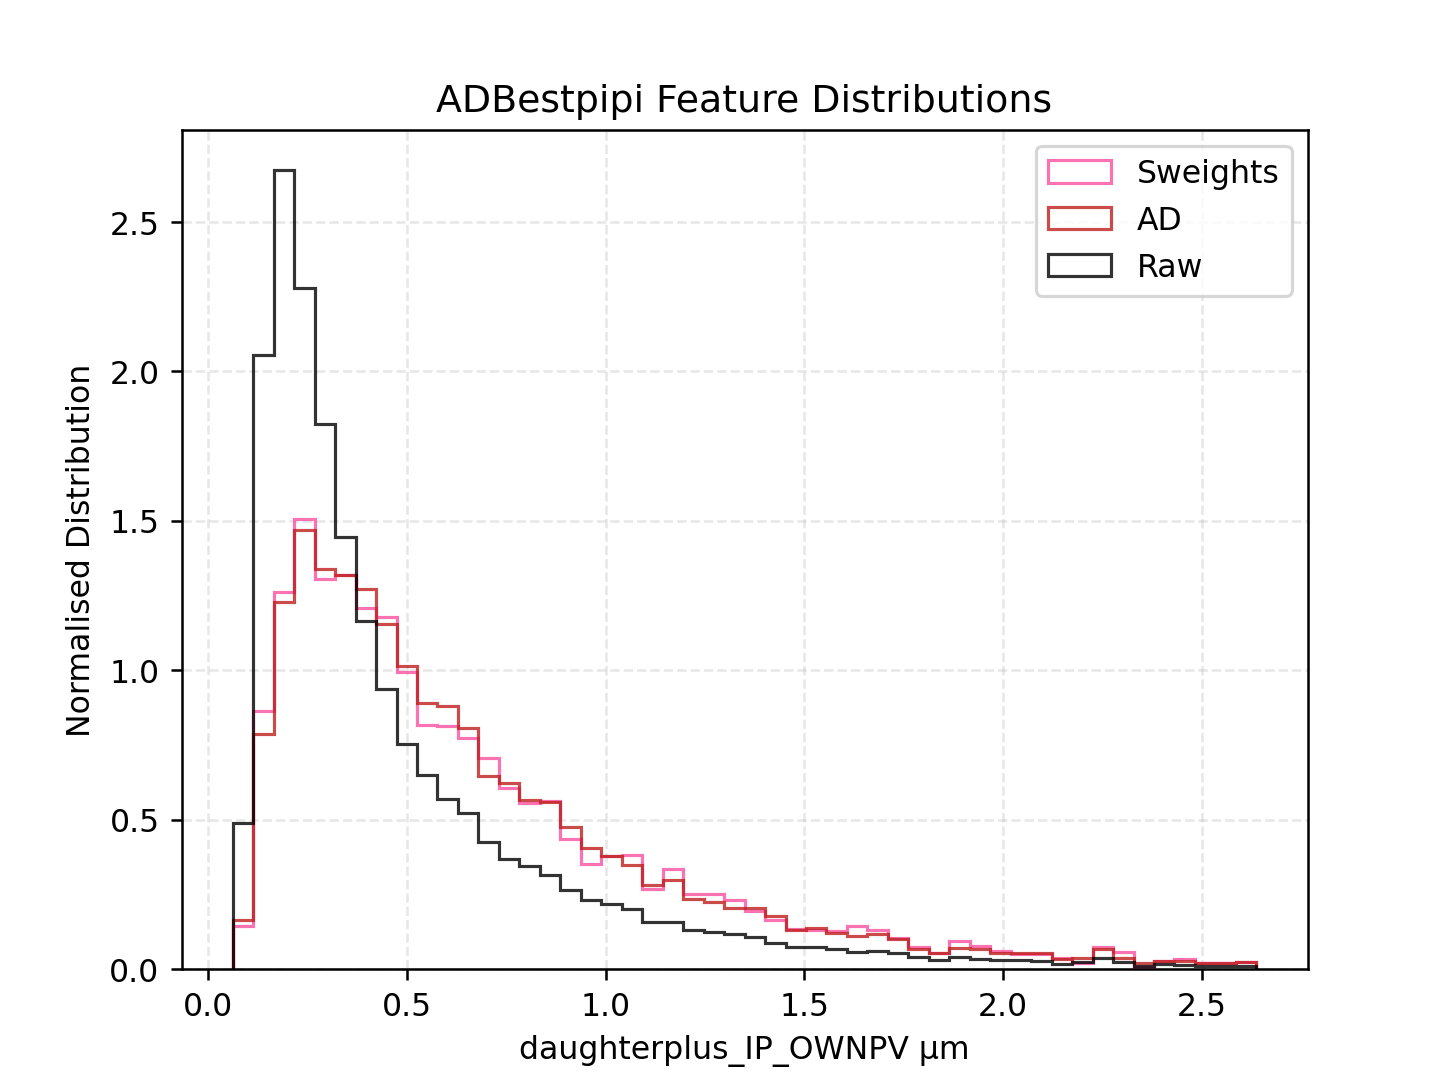 ADBestpipi Feature Distributions
Sweights
AD
Raw
Normalised Distribution
2.5
2.0
1.5
1.0
0.5
0.0
0.0 0.5 1.0 1.5 2.0 2.5
daughterplus_IP_OWNPV μm